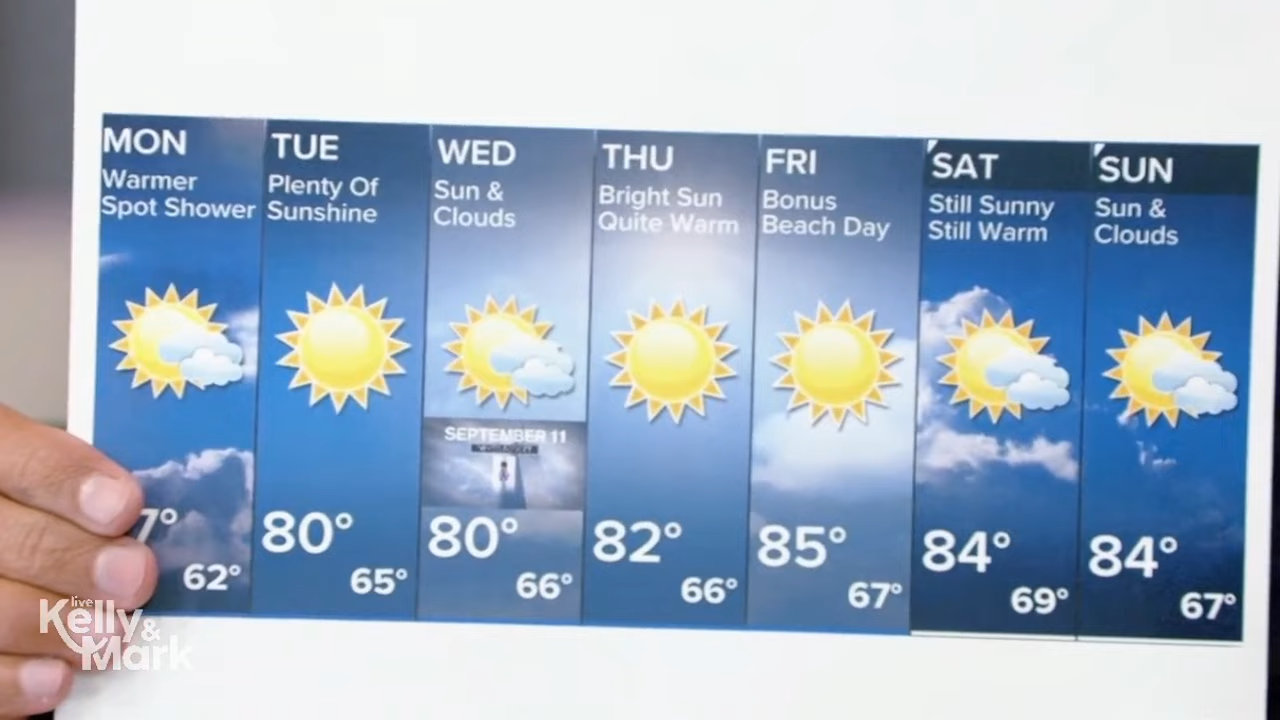 MON
Warmer
Spot Shower
7°
62°
TUE
Plenty Of
Sunshine
80°
65°
WED
Sun &
Clouds
SEPTEMBER 11
80°
66°
THU
Bright Sun
Quite Warm
82°
66°
FRI
Bonus
Beach Day
85°
67°
SAT
Still Sunny
Still Warm
84°
69°
SUN
Sun &
Clouds
84°
67°
live
Kelly&
Mark